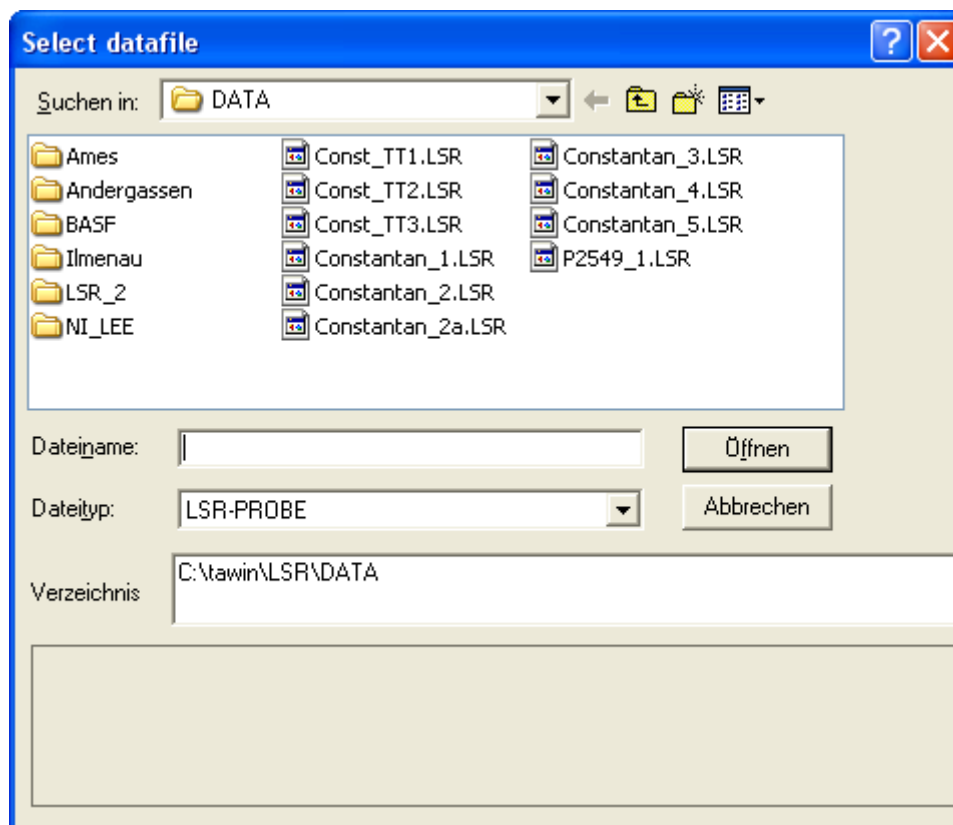 Select datafile
Suchen in: DATA
Ames Const_TT1.LSR Constantan_3.LSR
Andergassen Const_TT2.LSR Constantan_4.LSR
BASF Const_TT3.LSR Constantan_5.LSR
Ilmenau Constantan_1.LSR P2549_1.LSR
LSR_2 Constantan_2.LSR
NI_LEE Constantan_2a.LSR
Dateiname: Öffnen
Dateityp: LSR-PROBE Abbrechen
Verzeichnis C:\tawin\LSR\DATA